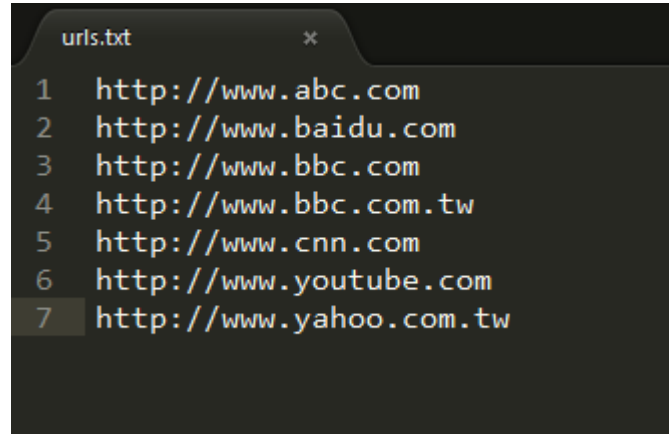 urls.txt ×
1 http://www.abc.com
2 http://www.baidu.com
3 http://www.bbc.com
4 http://www.bbc.com.tw
5 http://www.cnn.com
6 http://www.youtube.com
7 http://www.yahoo.com.tw